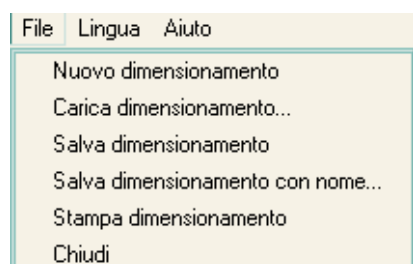 File Lingua Aiuto
Nuovo dimensionamento
Carica dimensionamento...
Salva dimensionamento
Salva dimensionamento con nome...
Stampa dimensionamento
Chiudi